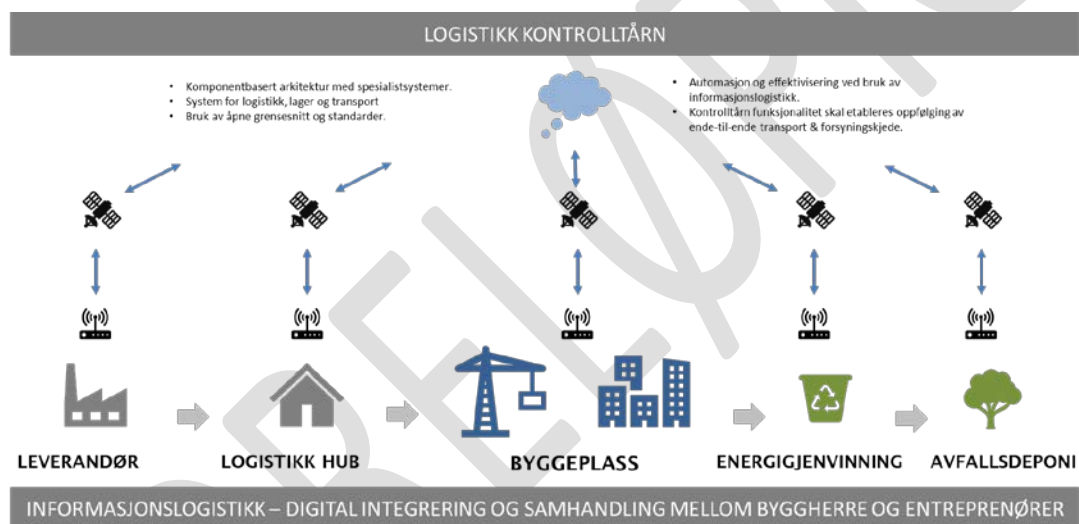 LOGISTIKK KONTROLLTÅRN
• Komponentbasert arkitektur med spesialistsystemer.
• System for logistikk, lager og transport
• Bruk av åpne grensesnitt og standarder.
• Automasjon og effektivisering ved bruk av
informasjonslogistikk.
• Kontrolltårn funksjonalitet skal etableres oppfølging av
ende-til-ende transport & forsyningskjede.
LEVERANDØR
LOGISTIKK HUB
BYGGEPLASS
ENERGIGJENVINNING
AVFALLSDEPONI
INFORMASJONSLOGISTIKK – DIGITAL INTEGRERING OG SAMHANDLING MELLOM BYGGHERRE OG ENTREPRENØRER